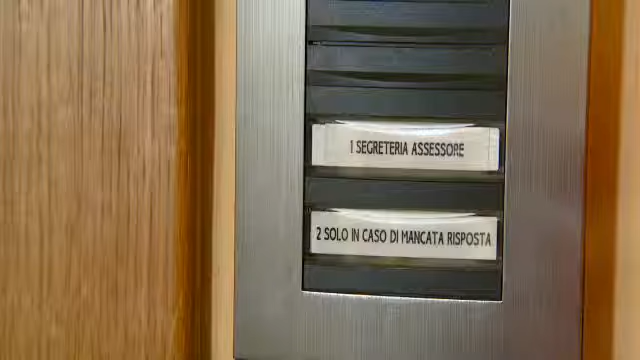 1 SEGRETERIA ASSESSORE
2 SOLO IN CASO DI MANCATA RISPOSTA